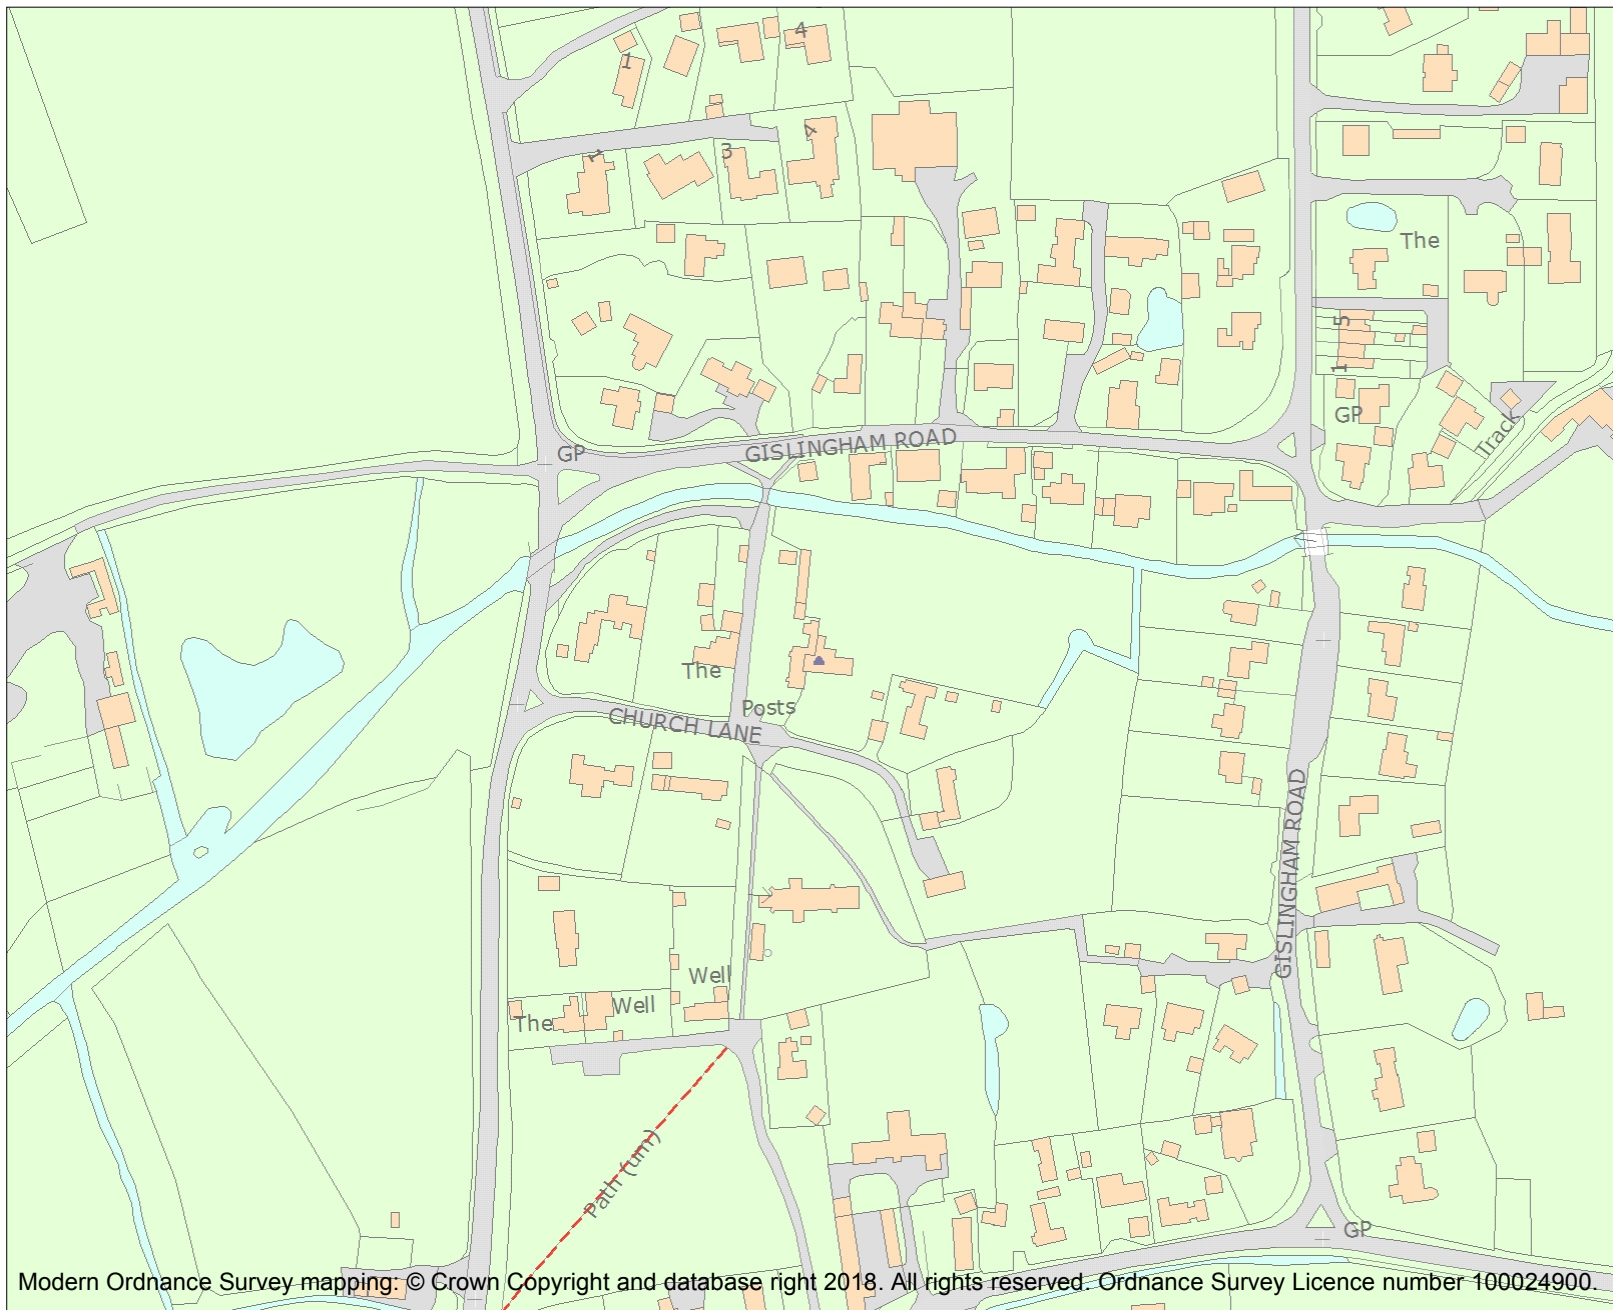 4
1
4
3
1
The
5
1
GP
GISLINGHAM ROAD
GP
Track
The
Posts
CHURCH LANE
GISLINGHAM ROAD
Well
Well
The
Path (um)
GP
Modern Ordnance Survey mapping: © Crown Copyright and database right 2018. All rights reserved. Ordnance Survey Licence number 100024900.